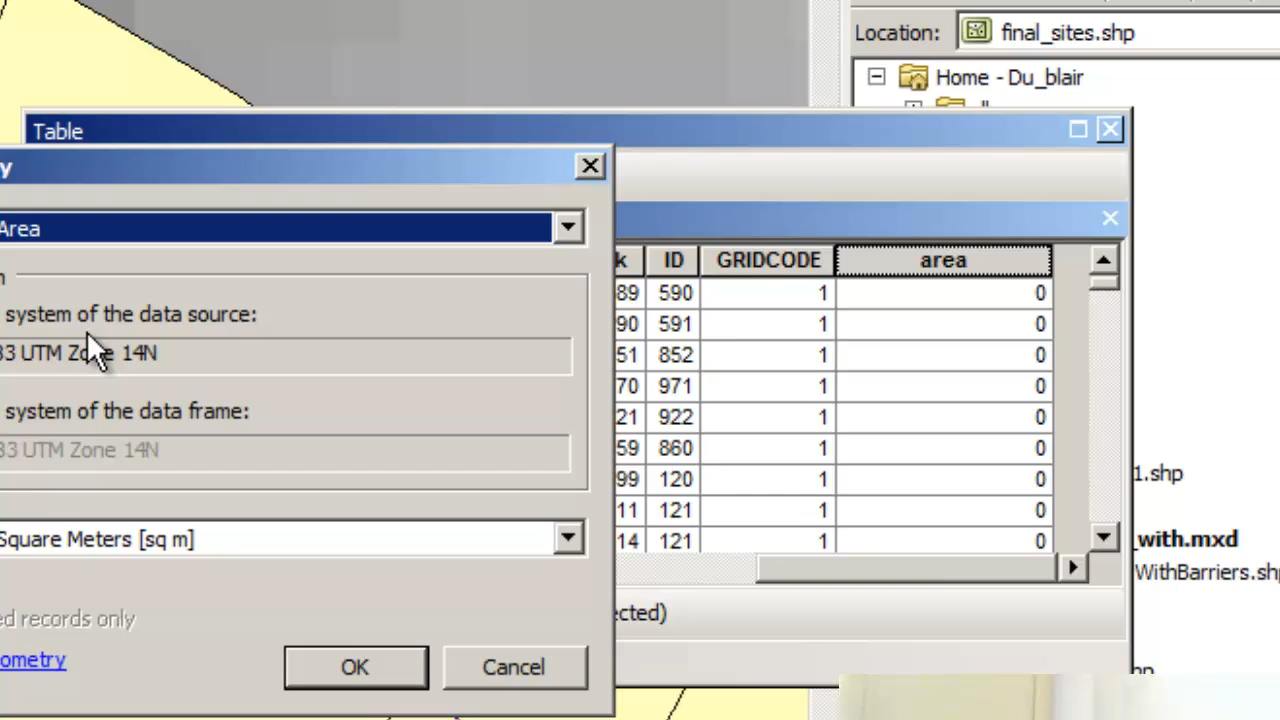 Location: final_sites.shp
Home - Du_blair
Table
y
Area
k ID GRIDCODE area
89 590 1 0
system of the data source:
90 591 1 0
33 UTM Zone 14N
51 852 1 0
70 971 1 0
system of the data frame:
21 922 1 0
33 UTM Zone 14N
59 860 1 0
99 120 1 0
1.shp
11 121 1 0
Square Meters [sq m]
14 121 1 0
_with.mxd
WithBarriers.shp
ed records only
ected)
ometry
OK Cancel